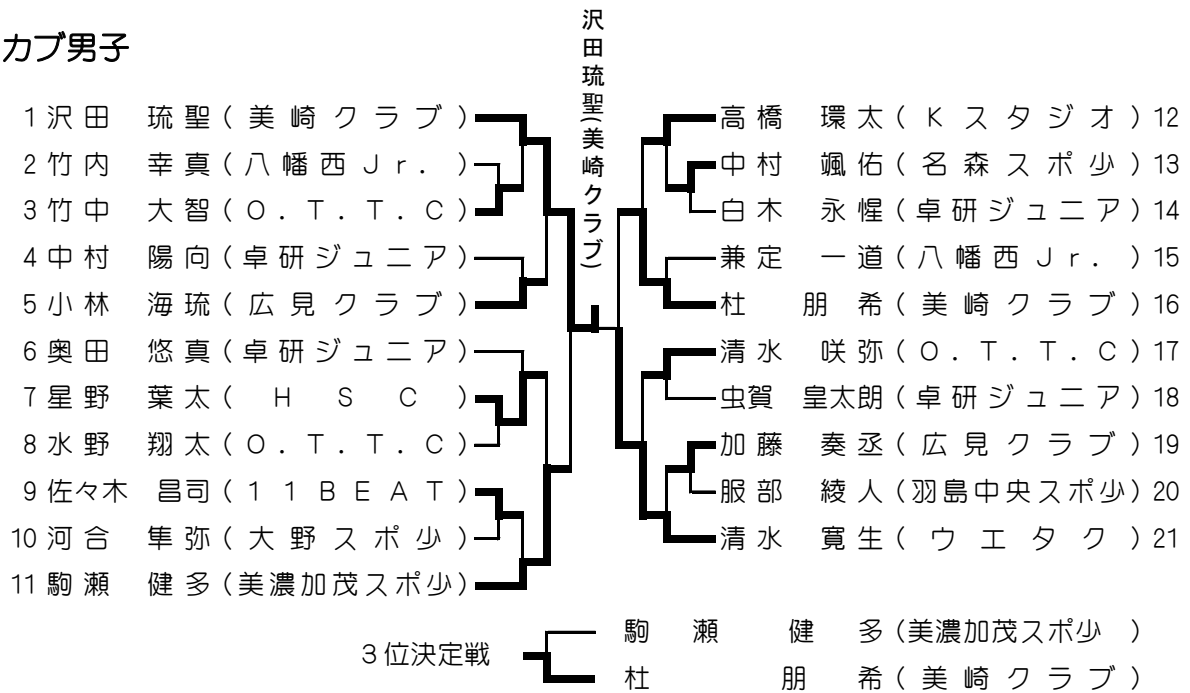 カブ男子
沢田琉聖(美崎クラブ)
1 沢田 琉聖(美崎クラブ)
2 竹内 幸真(八幡西Jr.)
3 竹中 大智(O.T.T.C)
4 中村 陽向(卓研ジュニア)
5 小林 海琉(広見クラブ)
6 奥田 悠真(卓研ジュニア)
7 星野 葉太(HSC)
8 水野 翔太(O.T.T.C)
9 佐々木 昌司(11BEAT)
10 河合 隼弥(大野スポ少)
11 駒瀬 健多(美濃加茂スポ少)
高橋 環太(Kスタジオ)12
中村 颯佑(名森スポ少)13
白木 永惺(卓研ジュニア)14
兼定 一道(八幡西Jr.)15
杜 朋希(美崎クラブ)16
清水 咲弥(O.T.T.C)17
虫賀 皇太朗(卓研ジュニア)18
加藤 奏丞(広見クラブ)19
服部 綾人(羽島中央スポ少)20
清水 寛生(ウエタク)21
3位決定戦
駒瀬 健多(美濃加茂スポ少)
杜 朋希(美崎クラブ)